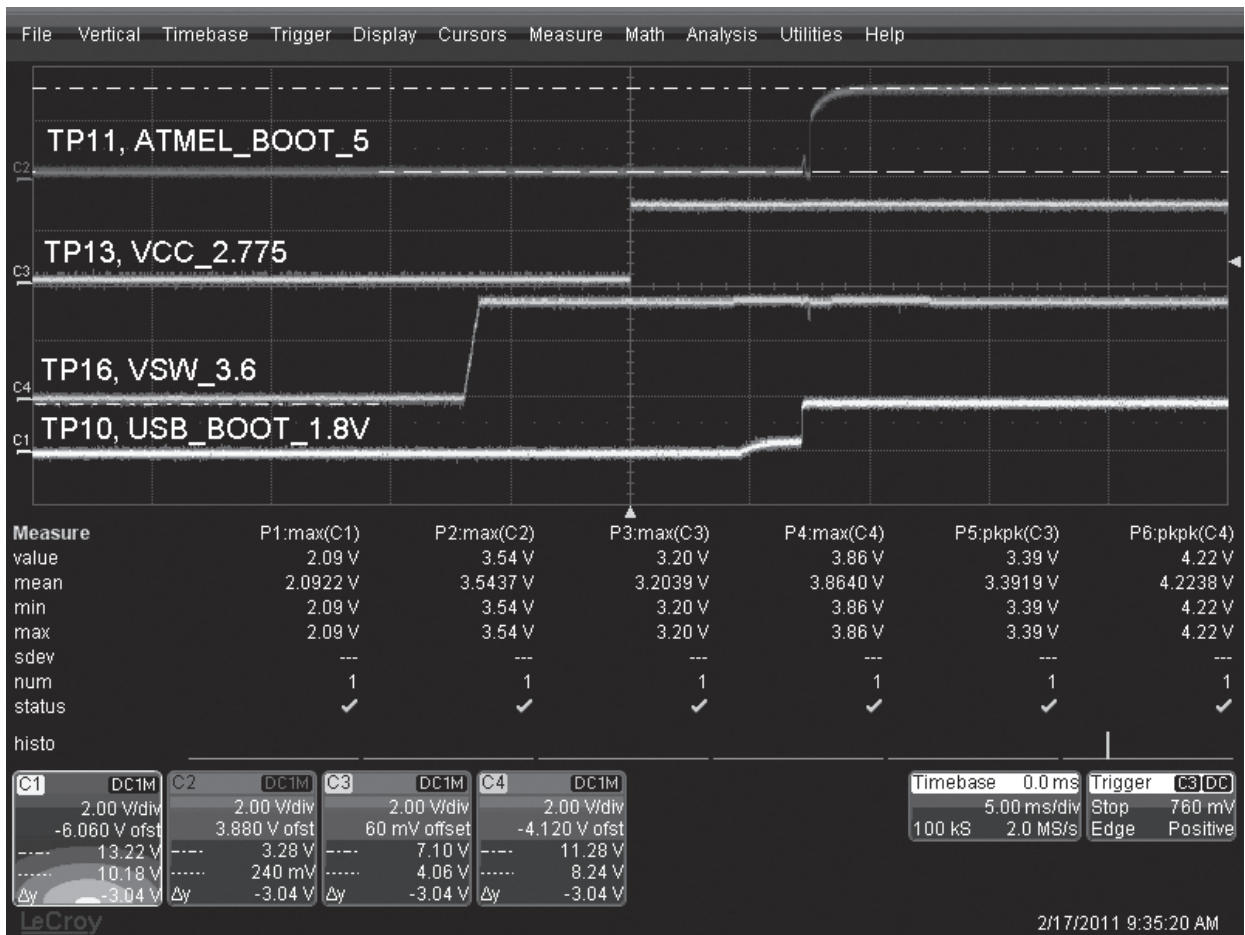 File Vertical Timebase Trigger Display Cursors Measure Math Analysis Utilities Help
TP11, ATMEL_BOOT_5
C2
TP13, VCC_2.775
C3
TP16, VSW_3.6
C4
TP10, USB_BOOT_1.8V
C1
Measure P1:max(C1) P2:max(C2) P3:max(C3) P4:max(C4) P5:pkpk(C3) P6:pkpk(C4)
value 2.09 V 3.54 V 3.20 V 3.86 V 3.39 V 4.22 V
mean 2.0922 V 3.5437 V 3.2039 V 3.8640 V 3.3919 V 4.2238 V
min 2.09 V 3.54 V 3.20 V 3.86 V 3.39 V 4.22 V
max 2.09 V 3.54 V 3.20 V 3.86 V 3.39 V 4.22 V
sdev --- --- --- --- --- ---
num 1 1 1 1 1 1
status ✓ ✓ ✓ ✓ ✓ ✓
histo
C1 DC1M C2 DC1M C3 DC1M C4 DC1M Timebase 0.0 ms Trigger C3 DC
2.00 V/div 2.00 V/div 2.00 V/div 2.00 V/div 5.00 ms/div Stop 760 mV
-6.060 V ofst 3.880 V ofst 60 mV offset -4.120 V ofst 100 kS 2.0 MS/s Edge Positive
13.22 V 3.28 V 7.10 V 11.28 V
10.18 V 240 mV 4.06 V 8.24 V
Δy -3.04 V Δy -3.04 V Δy -3.04 V Δy -3.04 V
LeCroy 2/17/2011 9:35:20 AM